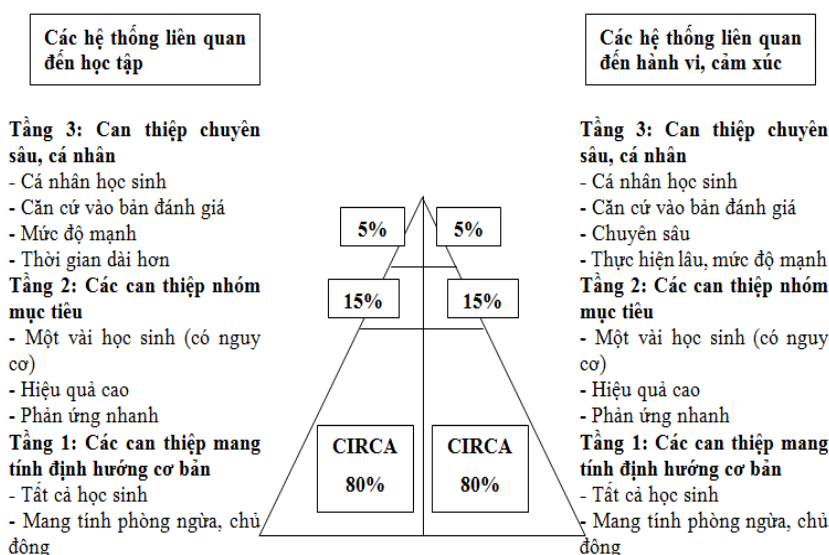 Các hệ thống liên quan
đến học tập
Tầng 3: Can thiệp chuyên
sâu, cá nhân
- Cá nhân học sinh
- Căn cứ vào bản đánh giá
- Mức độ mạnh
- Thời gian dài hơn
Tầng 2: Các can thiệp nhóm
mục tiêu
- Một vài học sinh (có nguy
cơ)
- Hiệu quả cao
- Phản ứng nhanh
Tầng 1: Các can thiệp mang
tính định hướng cơ bản
- Tất cả học sinh
- Mang tính phòng ngừa, chủ
động
5%
5%
15%
15%
CIRCA
80%
CIRCA
80%
Các hệ thống liên quan
đến hành vi, cảm xúc
Tầng 3: Can thiệp chuyên
sâu, cá nhân
- Cá nhân học sinh
- Căn cứ vào bản đánh giá
- Chuyên sâu
- Thực hiện lâu, mức độ mạnh
Tầng 2: Các can thiệp nhóm
mục tiêu
- Một vài học sinh (có nguy
cơ)
- Hiệu quả cao
- Phản ứng nhanh
Tầng 1: Các can thiệp mang
tính định hướng cơ bản
- Tất cả học sinh
- Mang tính phòng ngừa, chủ
động